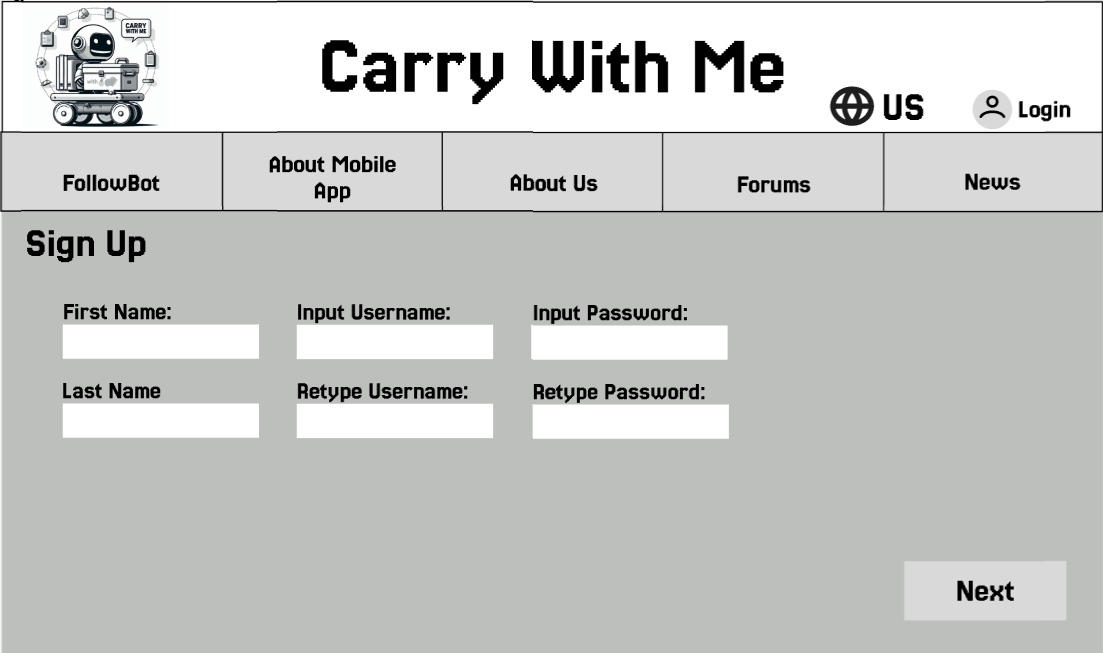 CARRY
WITH ME
with
Carry With Me
US
Login
FollowBot
About Mobile
App
About Us
Forums
News
Sign Up
First Name:
Input Username:
Input Password:
Last Name
Retype Username:
Retype Password:
Next